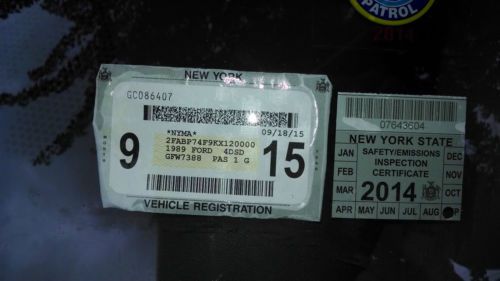 PATROL
2014
NEW YORK
GC086407
*NYMA*
09/18/15
2FABP74F9KX120000
1989 FORD 4DSD
GFW7388 PAS 1 G
9
15
VEHICLE REGISTRATION
07643604
NEW YORK STATE
SAFETY/EMISSIONS
INSPECTION
CERTIFICATE
2014
JAN
FEB
MAR
APR MAY JUN JUL AUG
OCT
NOV
DEC